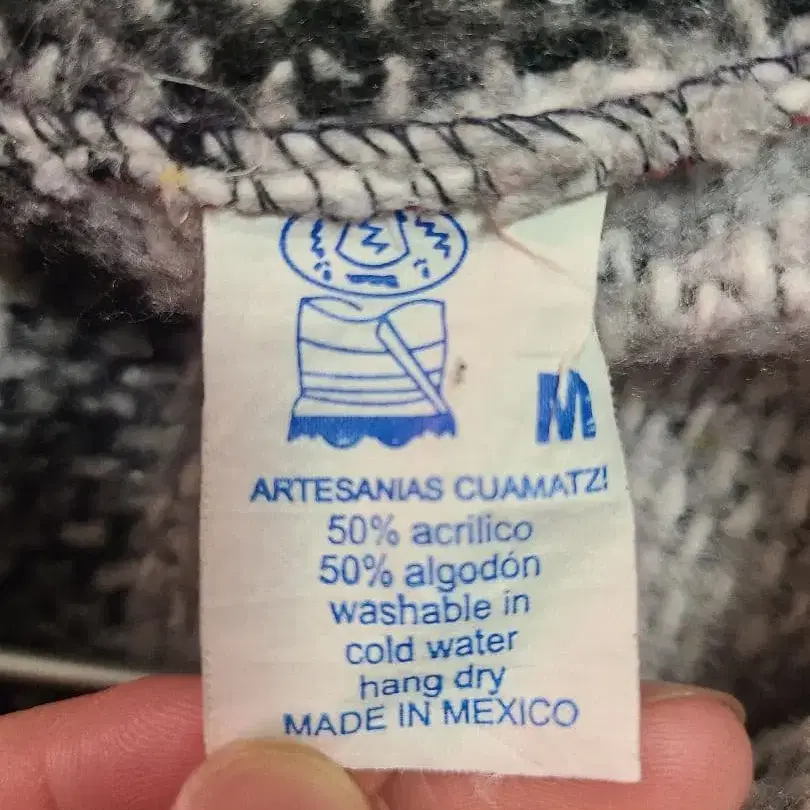 M
ARTESANIAS CUAMATZI
50% acrilico
50% algodón
washable in
cold water
hang dry
MADE IN MEXICO